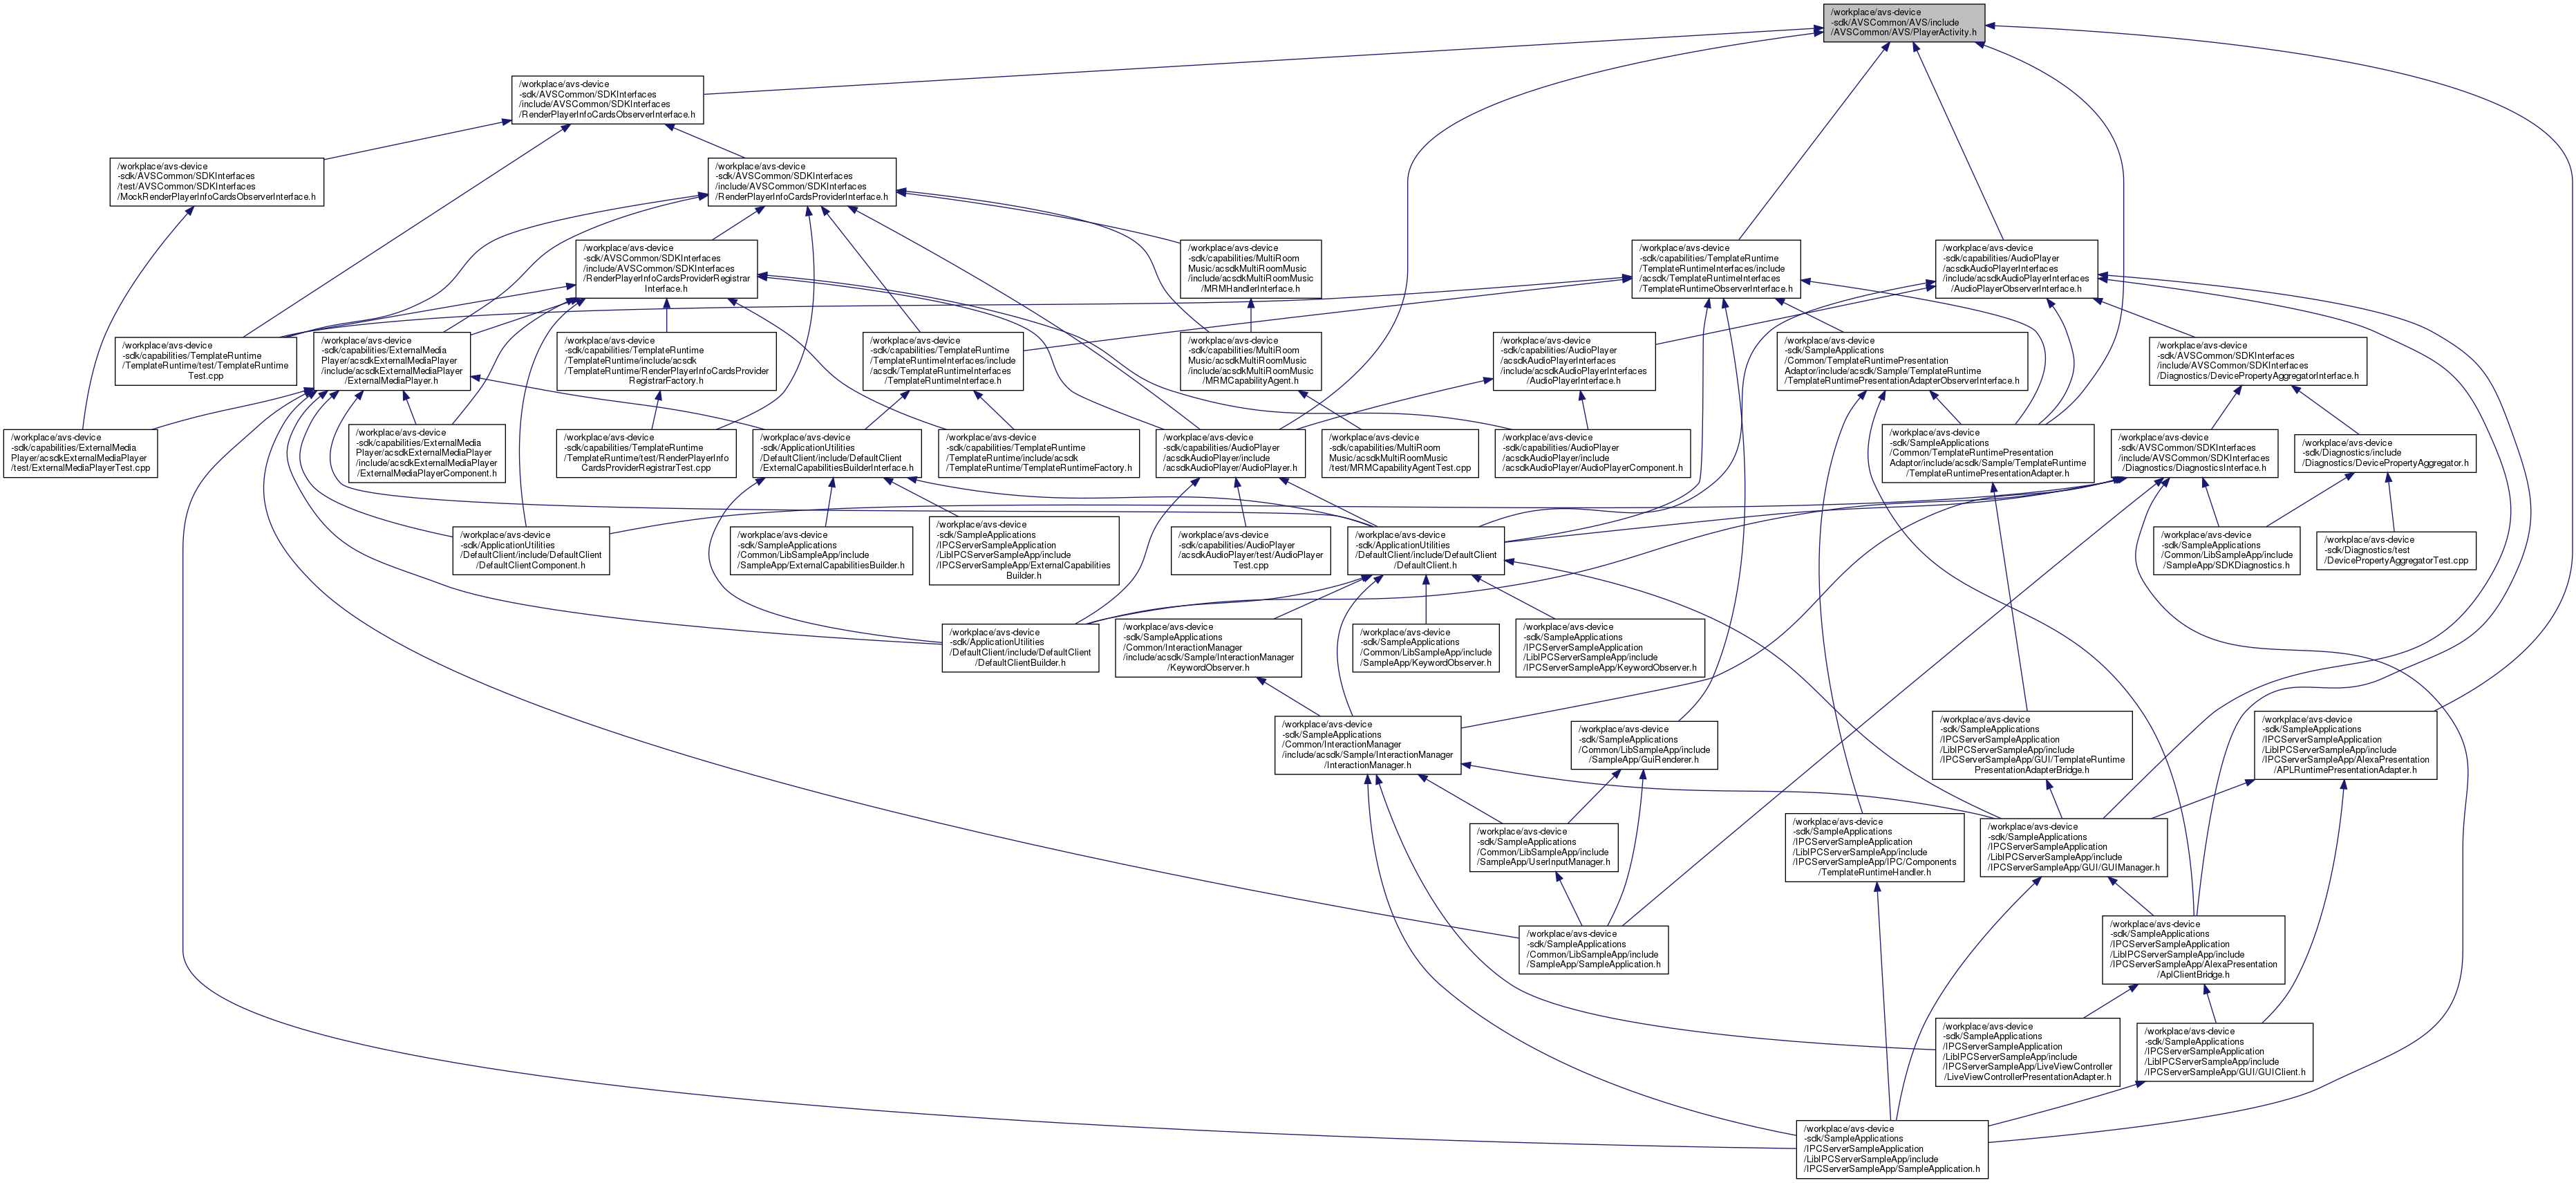 /workplace/avs-device
-sdk/AVSCommon/AVS/include
/AVSCommon/AVS/PlayerActivity.h
/workplace/avs-device
-sdk/AVSCommon/SDKInterfaces
/include/AVSCommon/SDKInterfaces
/RenderPlayerInfoCardsObserverInterface.h
/workplace/avs-device
-sdk/AVSCommon/SDKInterfaces
/test/AVSCommon/SDKInterfaces
/MockRenderPlayerInfoCardsObserverInterface.h
/workplace/avs-device
-sdk/AVSCommon/SDKInterfaces
/include/AVSCommon/SDKInterfaces
/RenderPlayerInfoCardsProviderInterface.h
/workplace/avs-device
-sdk/AVSCommon/SDKInterfaces
/include/AVSCommon/SDKInterfaces
/RenderPlayerInfoCardsProviderRegistrar
Interface.h
/workplace/avs-device
-sdk/capabilities/MultiRoom
Music/acsdkMultiRoomMusic
/include/acsdkMultiRoomMusic
/MRMHandlerInterface.h
/workplace/avs-device
-sdk/capabilities/TemplateRuntime
/TemplateRuntimeInterfaces/include
/acsdk/TemplateRuntimeInterfaces
/TemplateRuntimeObserverInterface.h
/workplace/avs-device
-sdk/capabilities/AudioPlayer
/acsdkAudioPlayerInterfaces
/include/acsdkAudioPlayerInterfaces
/AudioPlayerObserverInterface.h
/workplace/avs-device
-sdk/capabilities/TemplateRuntime
/TemplateRuntime/test/TemplateRuntime
Test.cpp
/workplace/avs-device
-sdk/capabilities/ExternalMedia
Player/acsdkExternalMediaPlayer
/include/acsdkExternalMediaPlayer
/ExternalMediaPlayer.h
/workplace/avs-device
-sdk/capabilities/TemplateRuntime
/TemplateRuntime/include/acsdk
/TemplateRuntime/RenderPlayerInfoCardsProvider
RegistrarFactory.h
/workplace/avs-device
-sdk/capabilities/TemplateRuntime
/TemplateRuntimeInterfaces/include
/acsdk/TemplateRuntimeInterfaces
/TemplateRuntimeInterface.h
/workplace/avs-device
-sdk/capabilities/MultiRoom
Music/acsdkMultiRoomMusic
/include/acsdkMultiRoomMusic
/MRMCapabilityAgent.h
/workplace/avs-device
-sdk/capabilities/AudioPlayer
/acsdkAudioPlayerInterfaces
/include/acsdkAudioPlayerInterfaces
/AudioPlayerInterface.h
/workplace/avs-device
-sdk/SampleApplications
/Common/TemplateRuntimePresentation
Adaptor/include/acsdk/Sample/TemplateRuntime
/TemplateRuntimePresentationAdapterObserverInterface.h
/workplace/avs-device
-sdk/AVSCommon/SDKInterfaces
/include/AVSCommon/SDKInterfaces
/Diagnostics/DevicePropertyAggregatorInterface.h
/workplace/avs-device
-sdk/capabilities/ExternalMedia
Player/acsdkExternalMediaPlayer
/test/ExternalMediaPlayerTest.cpp
/workplace/avs-device
-sdk/capabilities/ExternalMedia
Player/acsdkExternalMediaPlayer
/include/acsdkExternalMediaPlayer
/ExternalMediaPlayerComponent.h
/workplace/avs-device
-sdk/capabilities/TemplateRuntime
/TemplateRuntime/test/RenderPlayerInfo
CardsProviderRegistrarTest.cpp
/workplace/avs-device
-sdk/ApplicationUtilities
/DefaultClient/include/DefaultClient
/ExternalCapabilitiesBuilderInterface.h
/workplace/avs-device
-sdk/capabilities/TemplateRuntime
/TemplateRuntime/include/acsdk
/TemplateRuntime/TemplateRuntimeFactory.h
/workplace/avs-device
-sdk/capabilities/AudioPlayer
/acsdkAudioPlayer/include
/acsdkAudioPlayer/AudioPlayer.h
/workplace/avs-device
-sdk/capabilities/MultiRoom
Music/acsdkMultiRoomMusic
/test/MRMCapabilityAgentTest.cpp
/workplace/avs-device
-sdk/capabilities/AudioPlayer
/acsdkAudioPlayer/include
/acsdkAudioPlayer/AudioPlayerComponent.h
/workplace/avs-device
-sdk/SampleApplications
/Common/TemplateRuntimePresentation
Adaptor/include/acsdk/Sample/TemplateRuntime
/TemplateRuntimePresentationAdapter.h
/workplace/avs-device
-sdk/AVSCommon/SDKInterfaces
/include/AVSCommon/SDKInterfaces
/Diagnostics/DiagnosticsInterface.h
/workplace/avs-device
-sdk/Diagnostics/include
/Diagnostics/DevicePropertyAggregator.h
/workplace/avs-device
-sdk/ApplicationUtilities
/DefaultClient/include/DefaultClient
/DefaultClientComponent.h
/workplace/avs-device
-sdk/SampleApplications
/Common/LibSampleApp/include
/SampleApp/ExternalCapabilitiesBuilder.h
/workplace/avs-device
-sdk/SampleApplications
/IPCServerSampleApplication
/LibIPCServerSampleApp/include
/IPCServerSampleApp/ExternalCapabilities
Builder.h
/workplace/avs-device
-sdk/capabilities/AudioPlayer
/acsdkAudioPlayer/test/AudioPlayer
Test.cpp
/workplace/avs-device
-sdk/ApplicationUtilities
/DefaultClient/include/DefaultClient
/DefaultClient.h
/workplace/avs-device
-sdk/SampleApplications
/Common/LibSampleApp/include
/SampleApp/SDKDiagnostics.h
/workplace/avs-device
-sdk/Diagnostics/test
/DevicePropertyAggregatorTest.cpp
/workplace/avs-device
-sdk/ApplicationUtilities
/DefaultClient/include/DefaultClient
/DefaultClientBuilder.h
/workplace/avs-device
-sdk/SampleApplications
/Common/InteractionManager
/include/acsdk/Sample/InteractionManager
/KeywordObserver.h
/workplace/avs-device
-sdk/SampleApplications
/Common/LibSampleApp/include
/SampleApp/KeywordObserver.h
/workplace/avs-device
-sdk/SampleApplications
/IPCServerSampleApplication
/LibIPCServerSampleApp/include
/IPCServerSampleApp/KeywordObserver.h
/workplace/avs-device
-sdk/SampleApplications
/Common/InteractionManager
/include/acsdk/Sample/InteractionManager
/InteractionManager.h
/workplace/avs-device
-sdk/SampleApplications
/Common/LibSampleApp/include
/SampleApp/GuiRenderer.h
/workplace/avs-device
-sdk/SampleApplications
/IPCServerSampleApplication
/LibIPCServerSampleApp/include
/IPCServerSampleApp/GUI/TemplateRuntime
PresentationAdapterBridge.h
/workplace/avs-device
-sdk/SampleApplications
/IPCServerSampleApplication
/LibIPCServerSampleApp/include
/IPCServerSampleApp/AlexaPresentation
/APLRuntimePresentationAdapter.h
/workplace/avs-device
-sdk/SampleApplications
/Common/LibSampleApp/include
/SampleApp/UserInputManager.h
/workplace/avs-device
-sdk/SampleApplications
/IPCServerSampleApplication
/LibIPCServerSampleApp/include
/IPCServerSampleApp/IPC/Components
/TemplateRuntimeHandler.h
/workplace/avs-device
-sdk/SampleApplications
/IPCServerSampleApplication
/LibIPCServerSampleApp/include
/IPCServerSampleApp/GUI/GUIManager.h
/workplace/avs-device
-sdk/SampleApplications
/Common/LibSampleApp/include
/SampleApp/SampleApplication.h
/workplace/avs-device
-sdk/SampleApplications
/IPCServerSampleApplication
/LibIPCServerSampleApp/include
/IPCServerSampleApp/AlexaPresentation
/AplClientBridge.h
/workplace/avs-device
-sdk/SampleApplications
/IPCServerSampleApplication
/LibIPCServerSampleApp/include
/IPCServerSampleApp/LiveViewController
/LiveViewControllerPresentationAdapter.h
/workplace/avs-device
-sdk/SampleApplications
/IPCServerSampleApplication
/LibIPCServerSampleApp/include
/IPCServerSampleApp/GUI/GUIClient.h
/workplace/avs-device
-sdk/SampleApplications
/IPCServerSampleApplication
/LibIPCServerSampleApp/include
/IPCServerSampleApp/SampleApplication.h